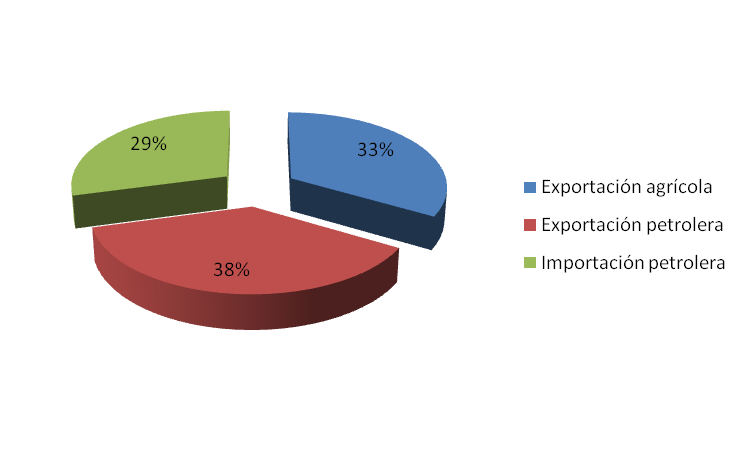 29%
33%
38%
Exportación agrícola
Exportación petrolera
Importación petrolera